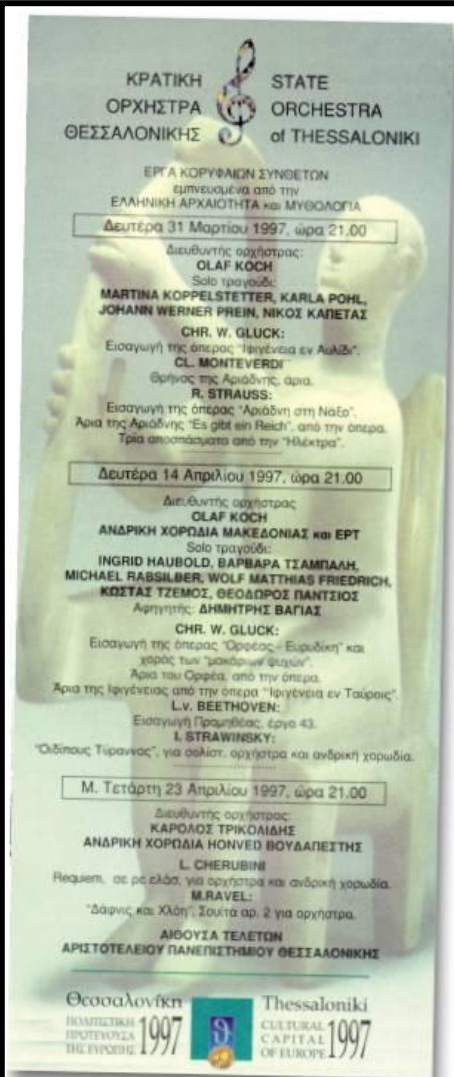 ΚΡΑΤΙΚΗ
ΟΡΧΗΣΤΡΑ
ΘΕΣΣΑΛΟΝΙΚΗΣ
STATE
ORCHESTRA
of THESSALONIKI
ΕΡΓΑ ΚΟΡΥΦΑΙΩΝ ΣΥΝΘΕΤΩΝ
εμπνευσμένα από την
ΕΛΛΗΝΙΚΗ ΑΡΧΑΙΟΤΗΤΑ και ΜΥΘΟΛΟΓΙΑ
Δευτέρα 31 Μαρτίου 1997, ώρα 21.00
Διευθυντής ορχήστρας:
OLAF KOCH
Solo τραγούδι:
MARTINA KOPPELSTETTER, KARLA POHL,
JOHANN WERNER PREIN, ΝΙΚΟΣ ΚΑΠΕΤΑΣ
CHR. W. GLUCK:
Εισαγωγή της όπερας "Ιφιγένεια εν Αυλίδι".
CL. MONTEVERDI
Θρήνος της Αριάδνης, άρια.
R. STRAUSS:
Εισαγωγή της όπερας "Αριάδνη στη Νάξο".
Άρια της Αριάδνης "Es gibt ein Reich", από την όπερα.
Τρία αποσπάσματα από την "Ηλέκτρα".
Δευτέρα 14 Απριλίου 1997, ώρα 21.00
Διευθυντής ορχήστρας
OLAF KOCH
ΑΝΔΡΙΚΗ ΧΟΡΩΔΙΑ ΜΑΚΕΔΟΝΙΑΣ και ΕΡΤ
Solo τραγούδι:
INGRID HAUBOLD, ΒΑΡΒΑΡΑ ΤΣΑΜΠΑΛΗ,
MICHAEL RABSILBER, WOLF MATTHIAS FRIEDRICH,
ΚΩΣΤΑΣ ΤΖΕΜΟΣ, ΘΕΟΔΩΡΟΣ ΠΑΝΤΣΙΟΣ
Αφηγητής: ΔΗΜΗΤΡΗΣ ΒΑΓΙΑΣ
CHR. W. GLUCK:
Εισαγωγή της όπερας "Ορφέας - Ευρυδίκη" και
χορός των "μακάριων ψυχών".
Άρια του Ορφέα, από την όπερα.
Άρια της Ιφιγένειας από την όπερα "Ιφιγένεια εν Ταύροις".
L.v. BEETHOVEN:
Εισαγωγή Προμηθέας, έργο 43.
I. STRAWINSKY:
"Οιδίπους Τύραννος", για σολίστ, ορχήστρα και ανδρική χορωδία.
Μ. Τετάρτη 23 Απριλίου 1997, ώρα 21.00
Διευθυντής ορχήστρας:
ΚΑΡΟΛΟΣ ΤΡΙΚΟΛΙΔΗΣ
ΑΝΔΡΙΚΗ ΧΟΡΩΔΙΑ HONVED ΒΟΥΔΑΠΕΣΤΗΣ
L. CHERUBINI
Requiem, σε ρε ελάσ, για ορχήστρα και ανδρική χορωδία.
M.RAVEL:
"Δάφνις και Χλόη", Σουίτα αρ. 2 για ορχήστρα.
ΑΙΘΟΥΣΑ ΤΕΛΕΤΩΝ
ΑΡΙΣΤΟΤΕΛΕΙΟΥ ΠΑΝΕΠΙΣΤΗΜΙΟΥ ΘΕΣΣΑΛΟΝΙΚΗΣ
Θεσσαλονίκη
ΠΟΛΙΤΙΣΤΙΚΗ
ΠΡΩΤΕΥΟΥΣΑ
ΤΗΣ ΕΥΡΩΠΗΣ
1997
Thessaloniki
CULTURAL
CAPITAL
OF EUROPE
1997